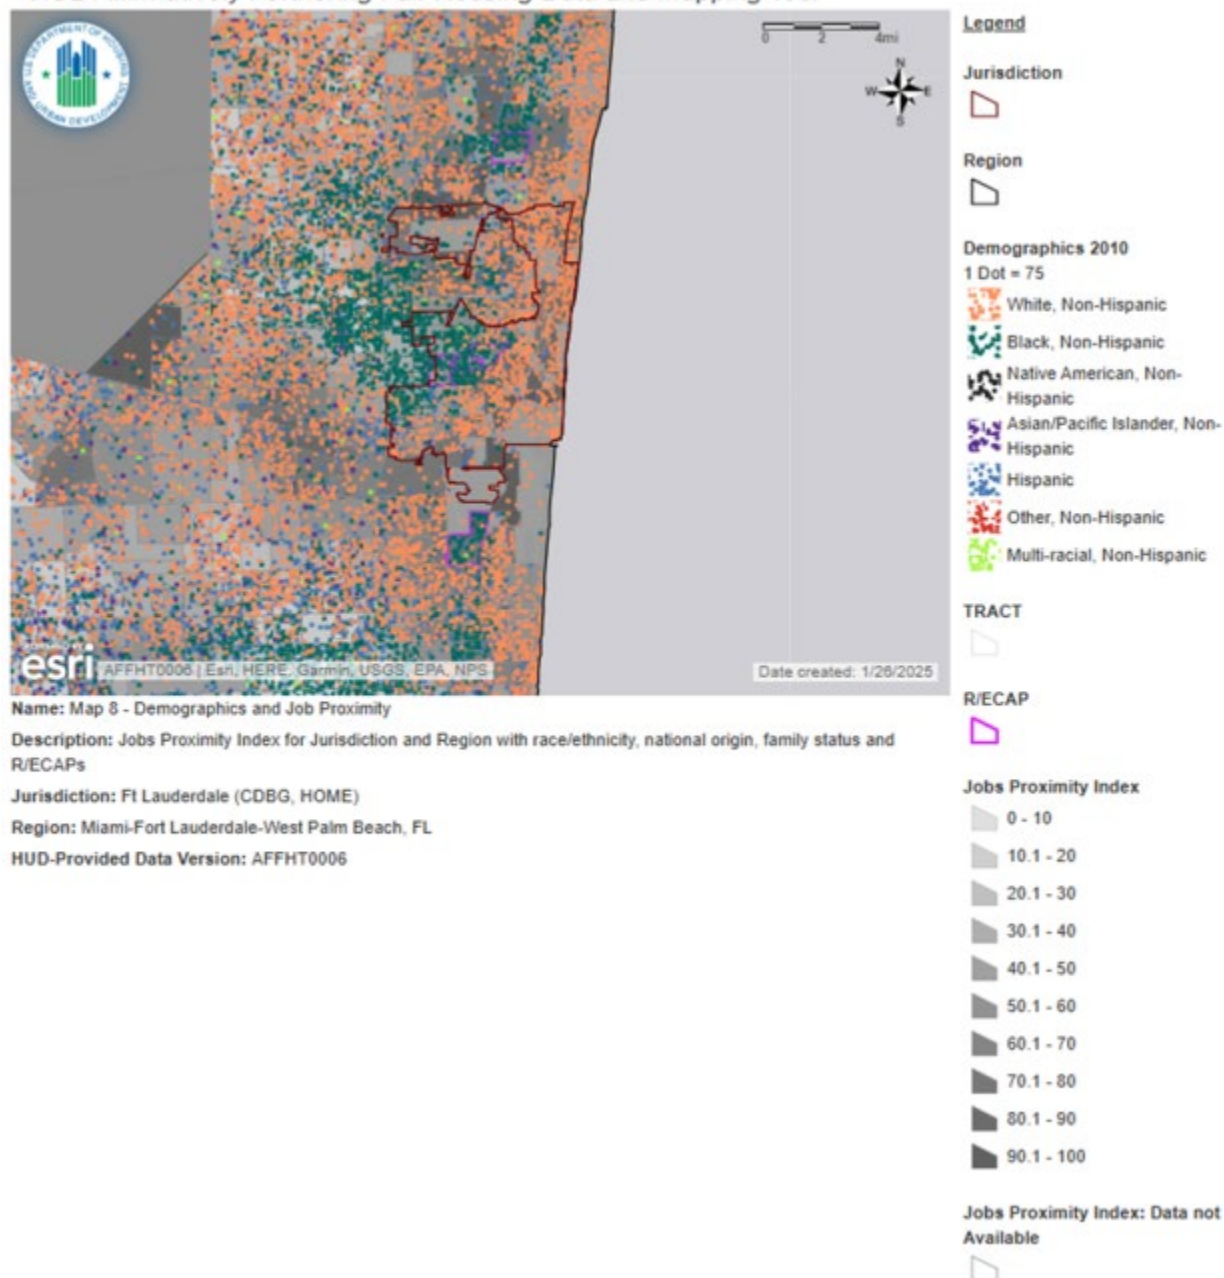 0 2 4mi
N
W E
S
U.S. DEPARTMENT OF HOUSING
AND URBAN DEVELOPMENT
esri AFFHT0006 | Esri, HERE, Garmin, USGS, EPA, NPS
Date created: 1/26/2025
Name: Map 8 - Demographics and Job Proximity
Description: Jobs Proximity Index for Jurisdiction and Region with race/ethnicity, national origin, family status and
R/ECAPs
Jurisdiction: Ft Lauderdale (CDBG, HOME)
Region: Miami-Fort Lauderdale-West Palm Beach, FL
HUD-Provided Data Version: AFFHT0006
Legend
Jurisdiction
Region
Demographics 2010
1 Dot = 75
White, Non-Hispanic
Black, Non-Hispanic
Native American, Non-
Hispanic
Asian/Pacific Islander, Non-
Hispanic
Hispanic
Other, Non-Hispanic
Multi-racial, Non-Hispanic
TRACT
R/ECAP
Jobs Proximity Index
0 - 10
10.1 - 20
20.1 - 30
30.1 - 40
40.1 - 50
50.1 - 60
60.1 - 70
70.1 - 80
80.1 - 90
90.1 - 100
Jobs Proximity Index: Data not
Available